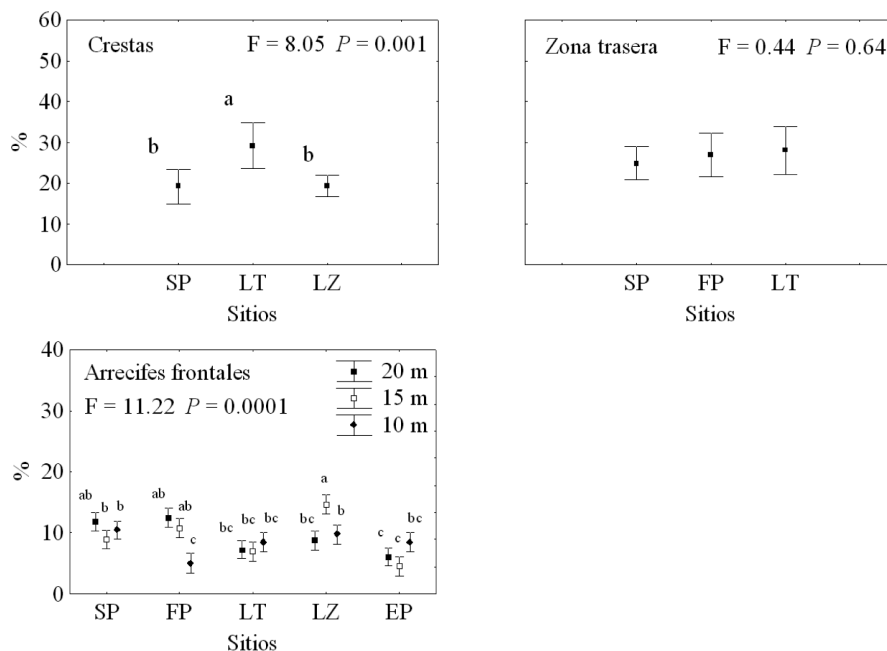 Crestas F = 8.05 P = 0.001
60
50
40
30
20
10
0
%
a
b
b
SP LT LZ
Sitios
Zona trasera F = 0.44 P = 0.64
SP FP LT
Sitios
Arrecifes frontales
F = 11.22 P = 0.0001
20 m
15 m
10 m
40
30
20
10
0
%
ab b b
ab ab c
bc bc bc
bc a b
c c bc
SP FP LT LZ EP
Sitios